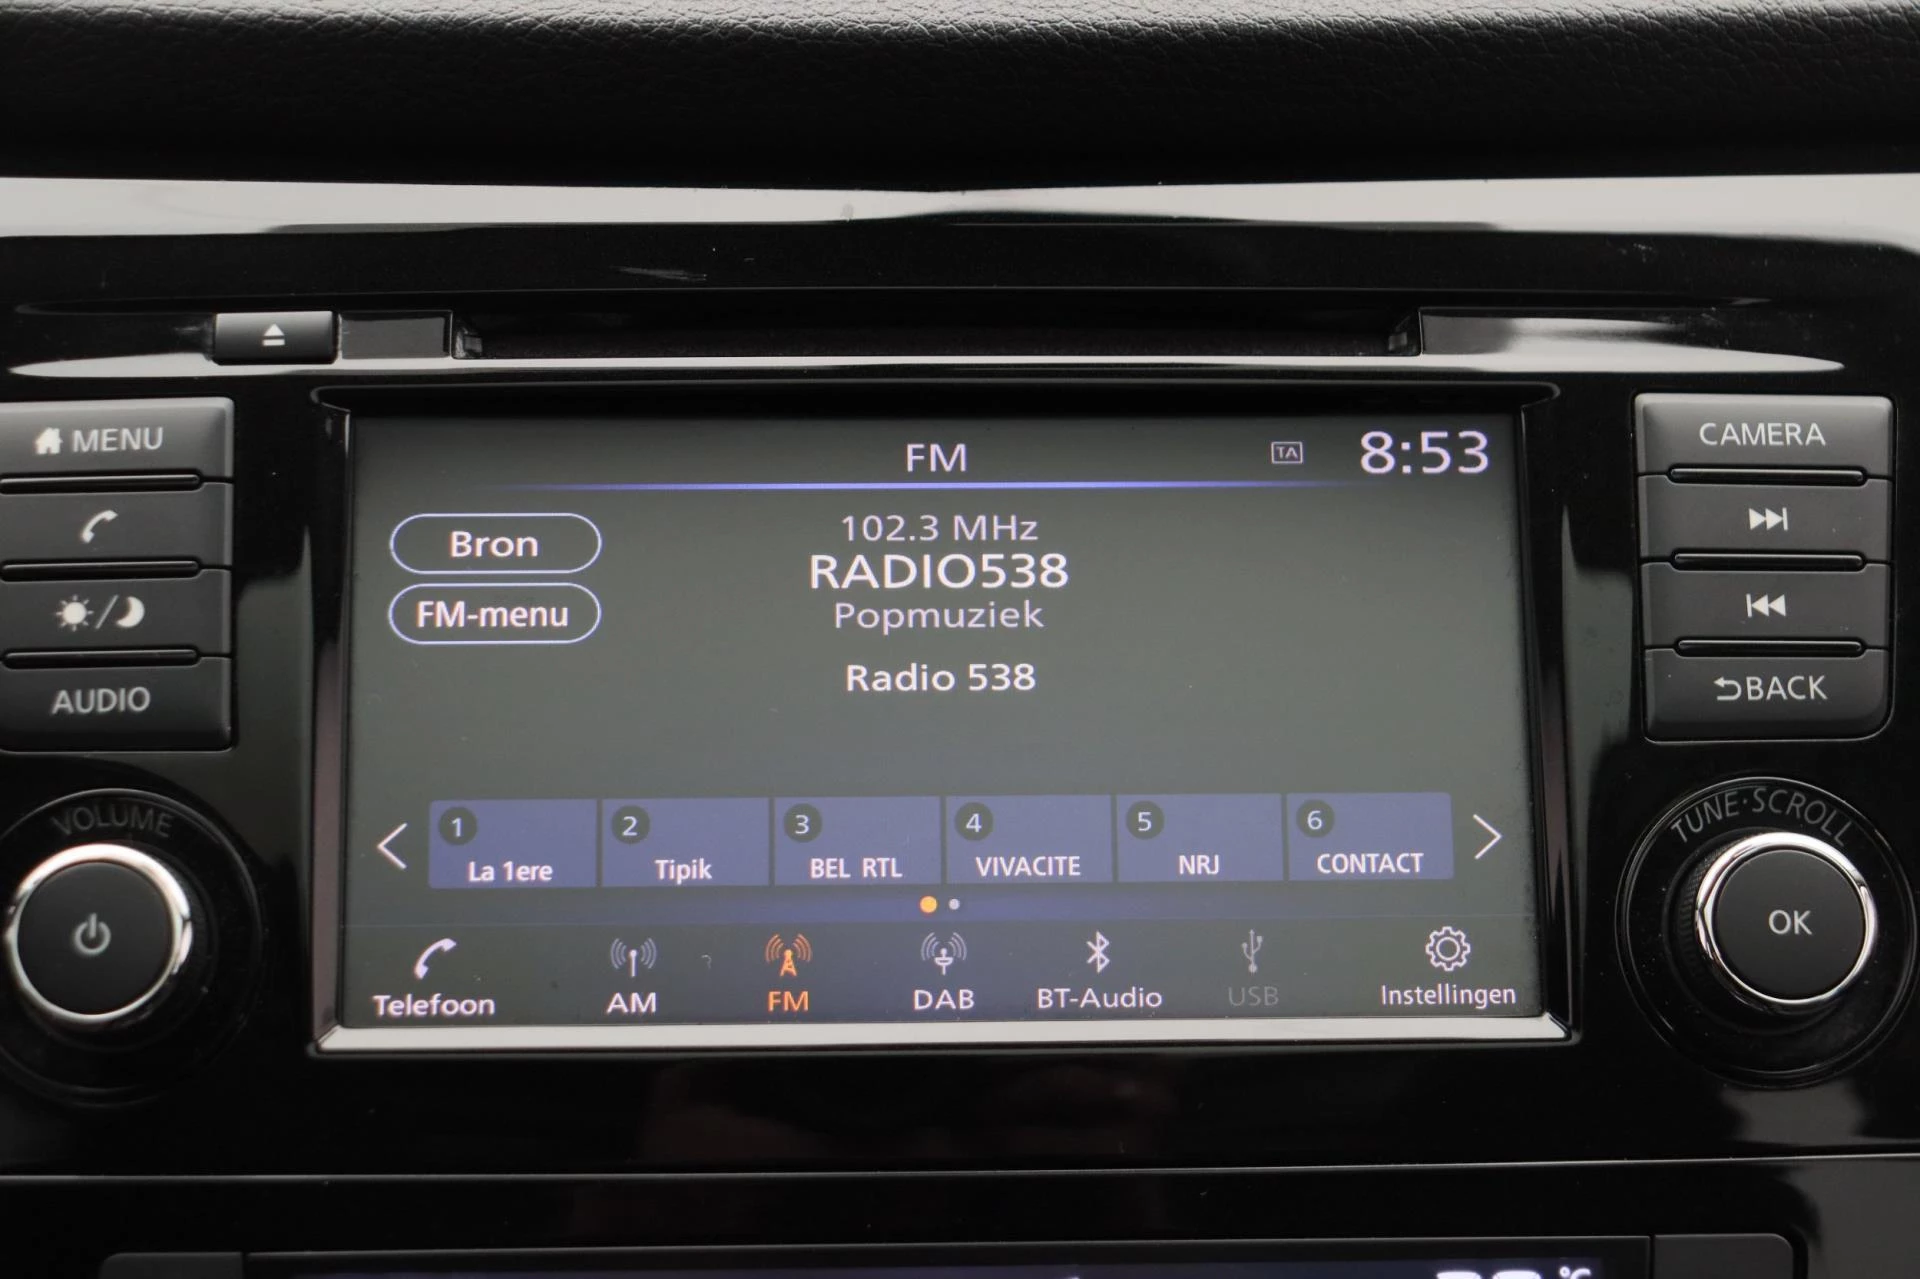 FM
TA
8:53
MENU
CAMERA
102.3 MHz
Bron
RADIO538
FM-menu
Popmuziek
Radio 538
AUDIO
BACK
VOLUME
TUNE·SCROLL
1
2
3
4
5
6
La 1ere
Tipik
BEL RTL
VIVACITE
NRJ
CONTACT
OK
Telefoon
AM
FM
DAB
BT-Audio
USB
Instellingen
°C